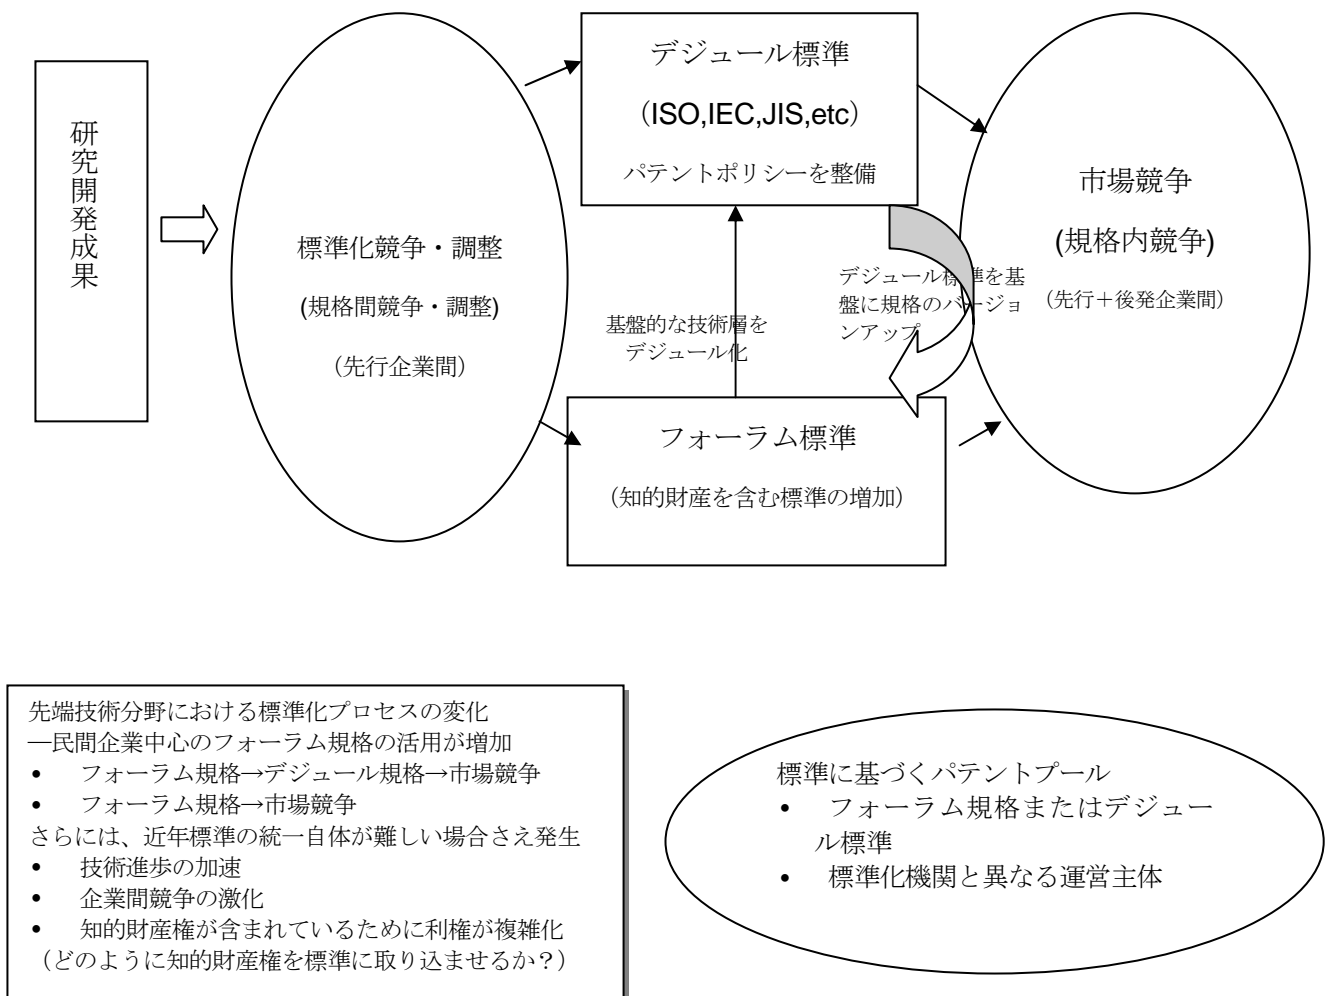 研究開発成果
標準化競争・調整
(規格間競争・調整)
（先行企業間）
デジュール標準
（ISO,IEC,JIS,etc）
パテントポリシーを整備
基盤的な技術層を
デジュール化
デジュール標準を基
盤に規格のバージョ
ンアップ
フォーラム標準
（知的財産を含む標準の増加）
市場競争
(規格内競争)
（先行＋後発企業間）
先端技術分野における標準化プロセスの変化
―民間企業中心のフォーラム規格の活用が増加
• フォーラム規格→デジュール規格→市場競争
• フォーラム規格→市場競争
さらには、近年標準の統一自体が難しい場合さえ発生
• 技術進歩の加速
• 企業間競争の激化
• 知的財産権が含まれているために利権が複雑化
（どのように知的財産権を標準に取り込ませるか？）
標準に基づくパテントプール
• フォーラム規格またはデジュー
ル標準
• 標準化機関と異なる運営主体